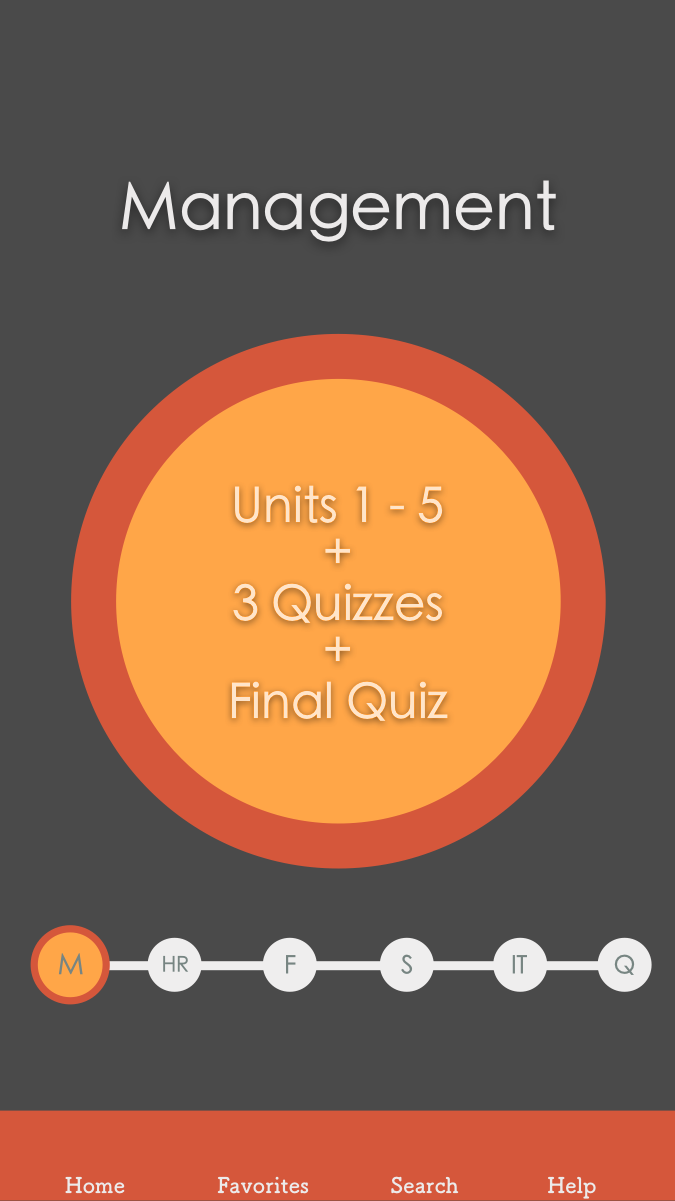 Management
Units 1 - 5
+
3 Quizzes
+
Final Quiz
M HR F S IT Q
Home Favorites Search Help